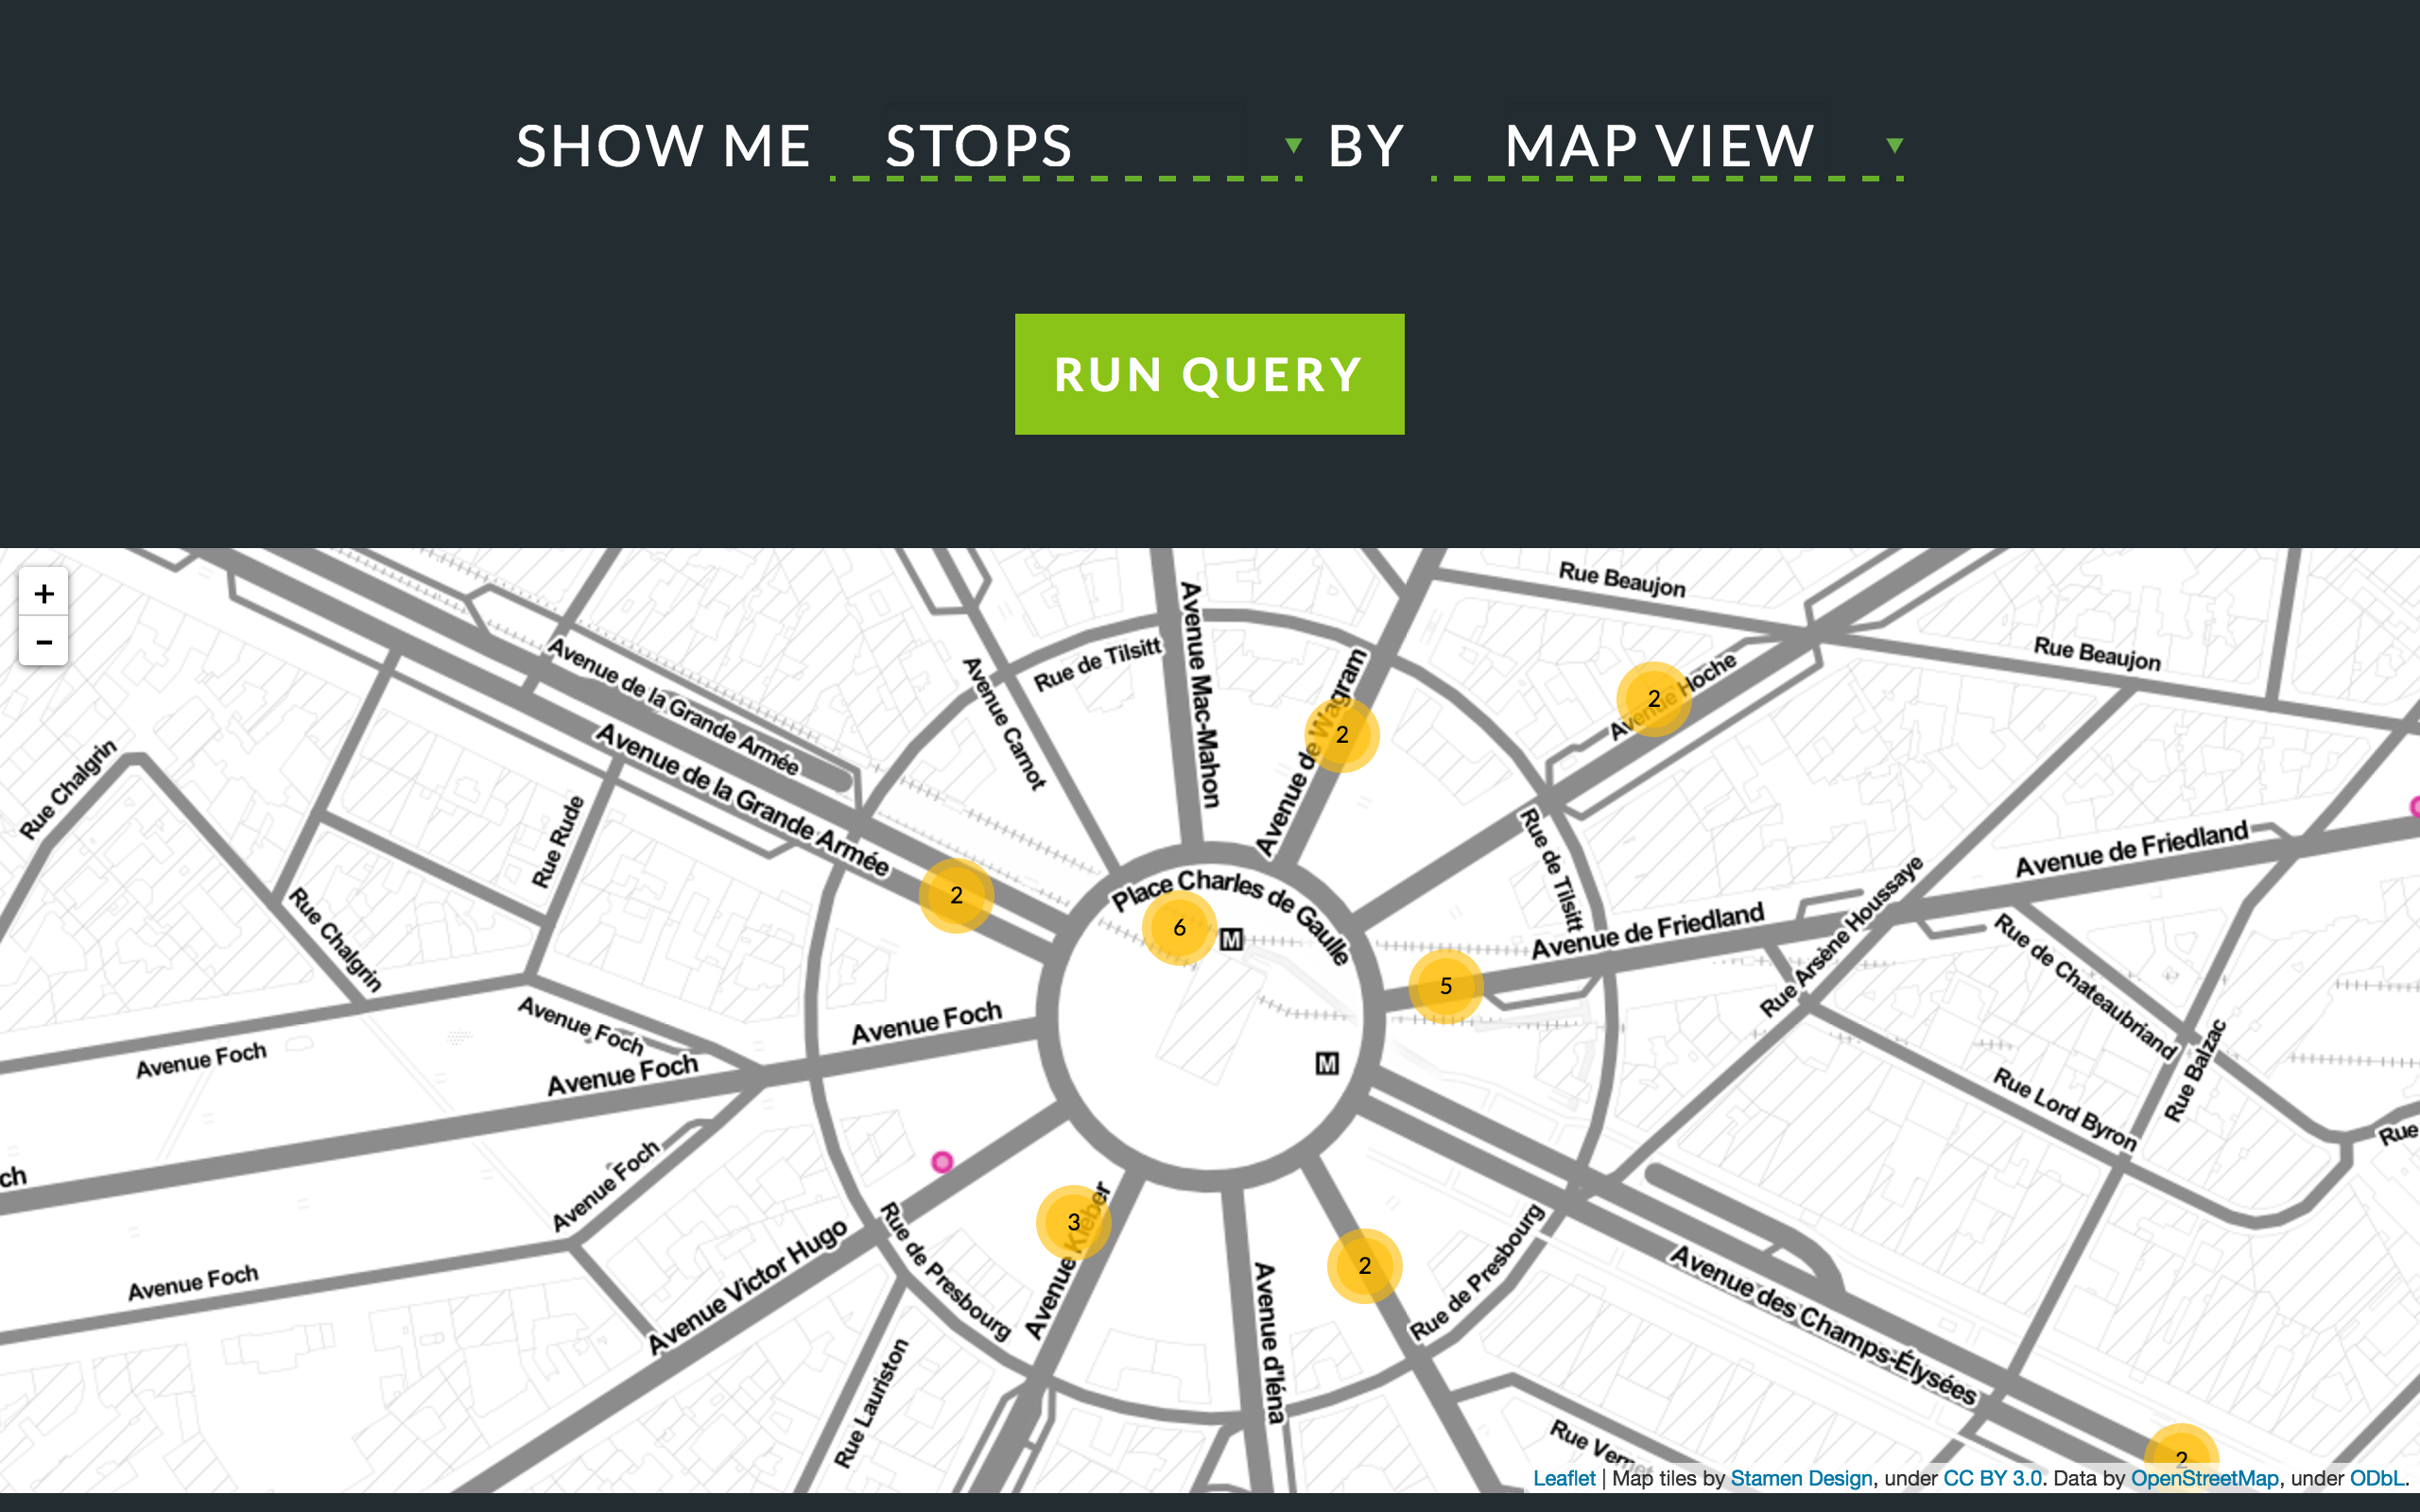 SHOW ME STOPS BY MAP VIEW
RUN QUERY
+
−
Rue Beaujon
Rue Beaujon
Avenue de la Grande Armée
Rue de Tilsitt
Avenue Mac-Mahon
Avenue Carnot
Avenue de Wagram
2
Avenue Hoche
2
Rue Chalgrin
Avenue de la Grande Armée
2
Rue Rude
Rue Chalgrin
Place Charles de Gaulle
6
M
M
Rue de Tilsitt
5
Avenue de Friedland
Avenue de Friedland
Rue Arsène Houssaye
Rue de Chateaubriand
Rue Balzac
Rue Lord Byron
Rue
Avenue Foch
Avenue Foch
Avenue Foch
Avenue Foch
Avenue Foch
Avenue Foch
ch
Avenue Victor Hugo
Rue de Presbourg
3
Avenue Kleber
2
Rue de Presbourg
Avenue d'Iéna
Rue Lauriston
Avenue des Champs-Élysées
Rue Vernet
2
Leaflet | Map tiles by Stamen Design, under CC BY 3.0. Data by OpenStreetMap, under ODbL.